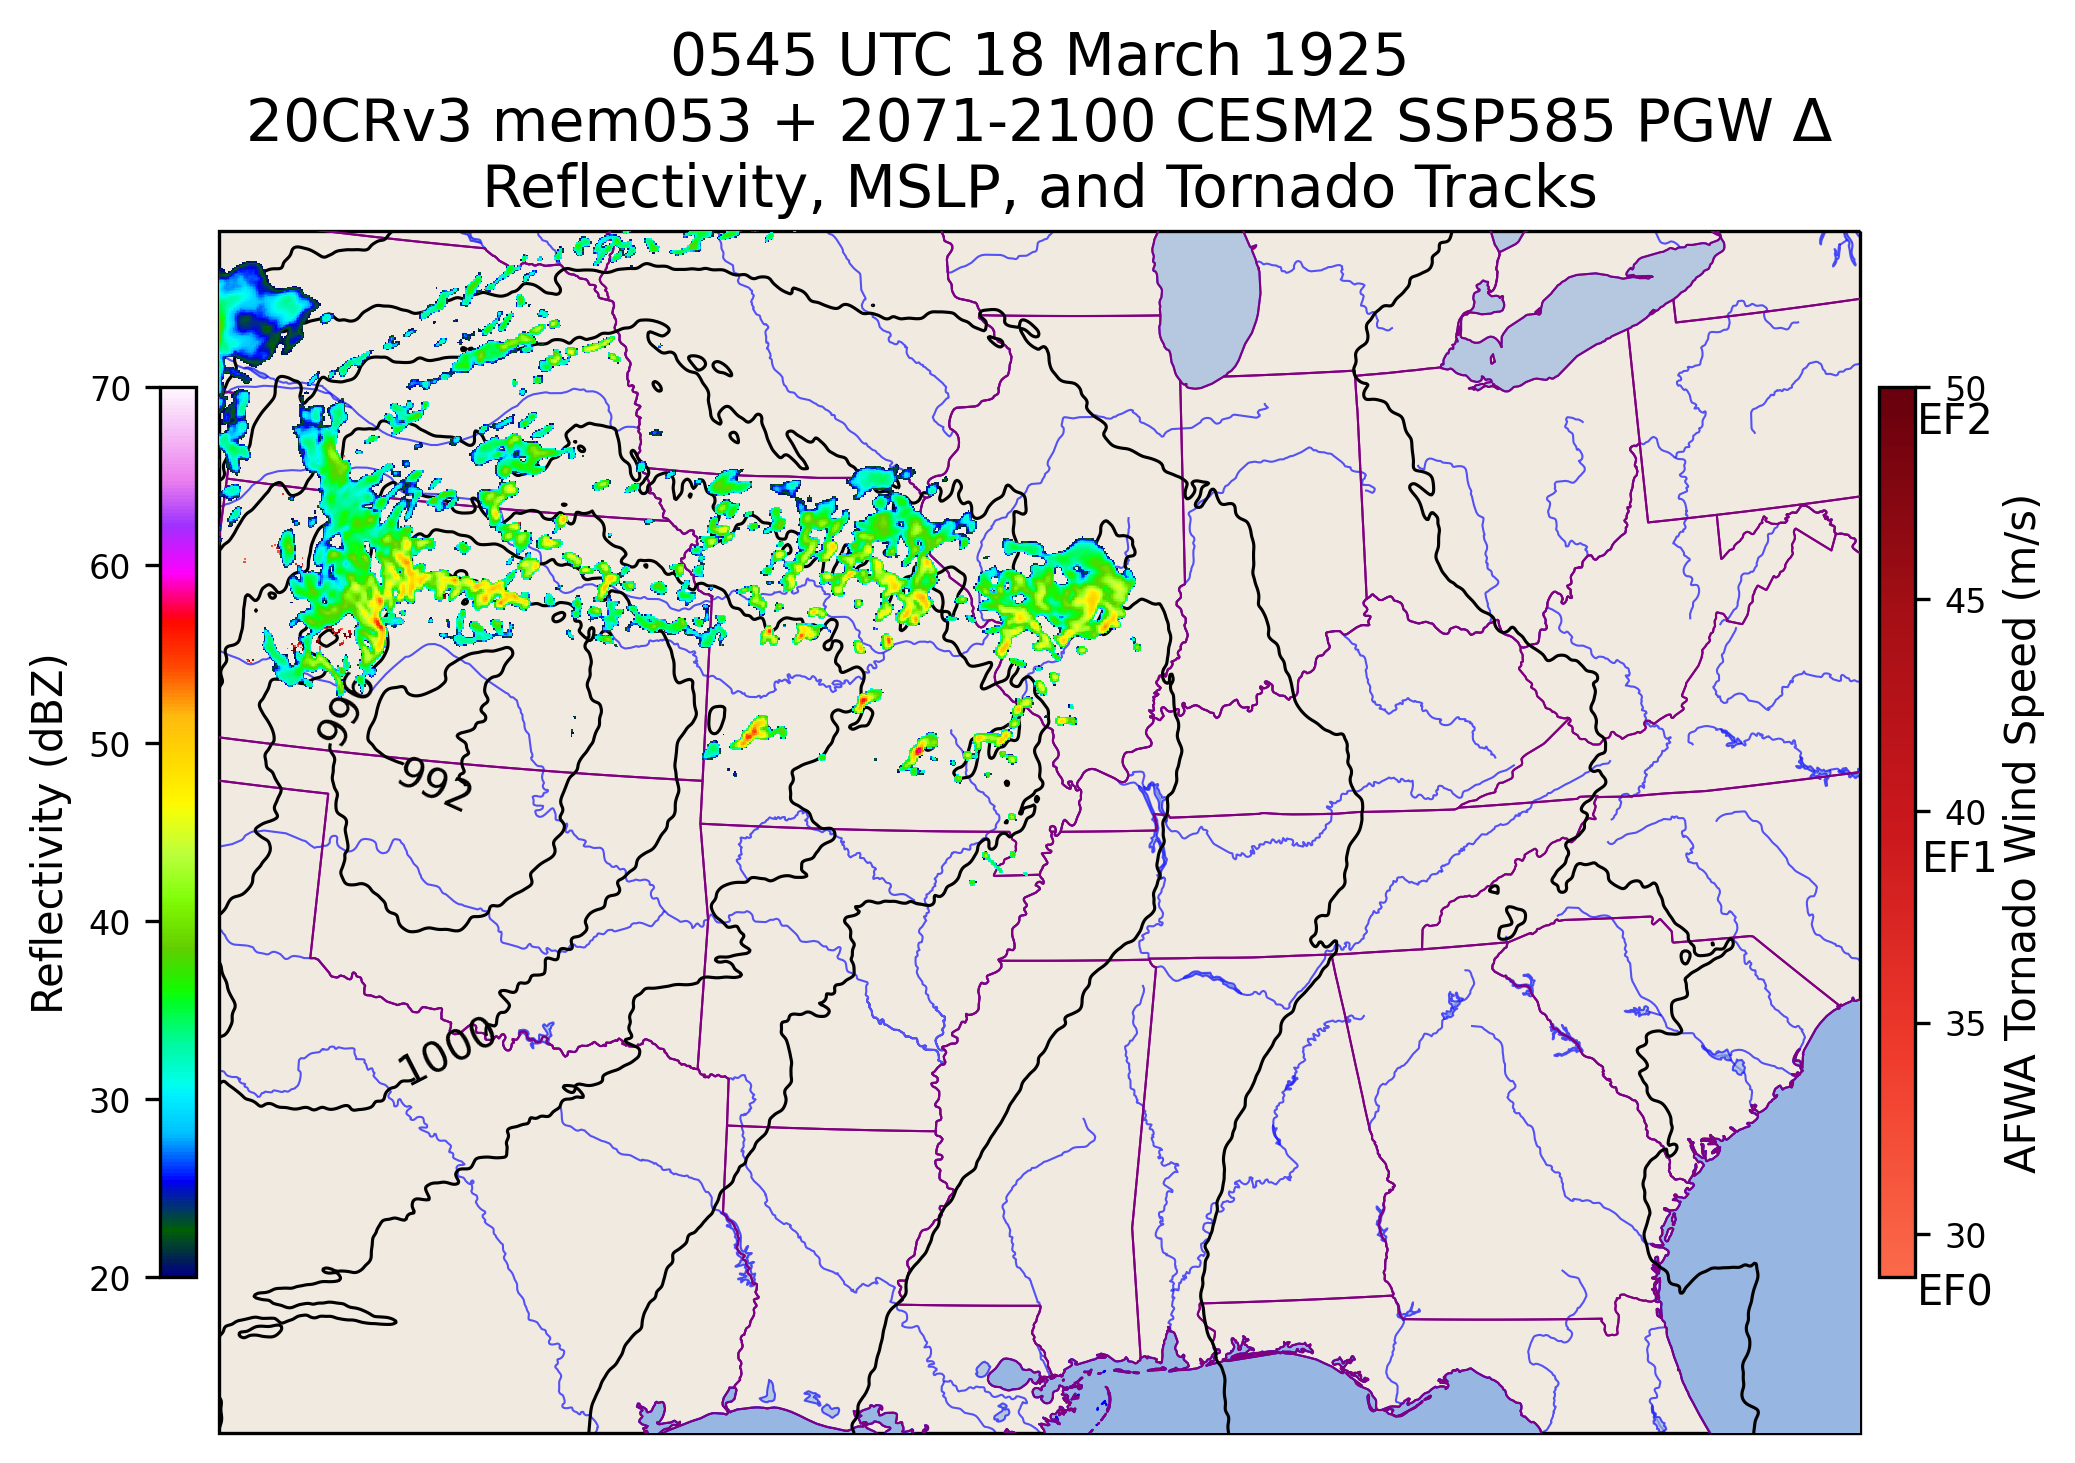 0545 UTC 18 March 1925
20CRv3 mem053 + 2071-2100 CESM2 SSP585 PGW Δ
Reflectivity, MSLP, and Tornado Tracks
70
60
50
40
30
20
Reflectivity (dBZ)
996
992
1000
50
EF2
45
40
EF1
35
30
EF0
AFWA Tornado Wind Speed (m/s)